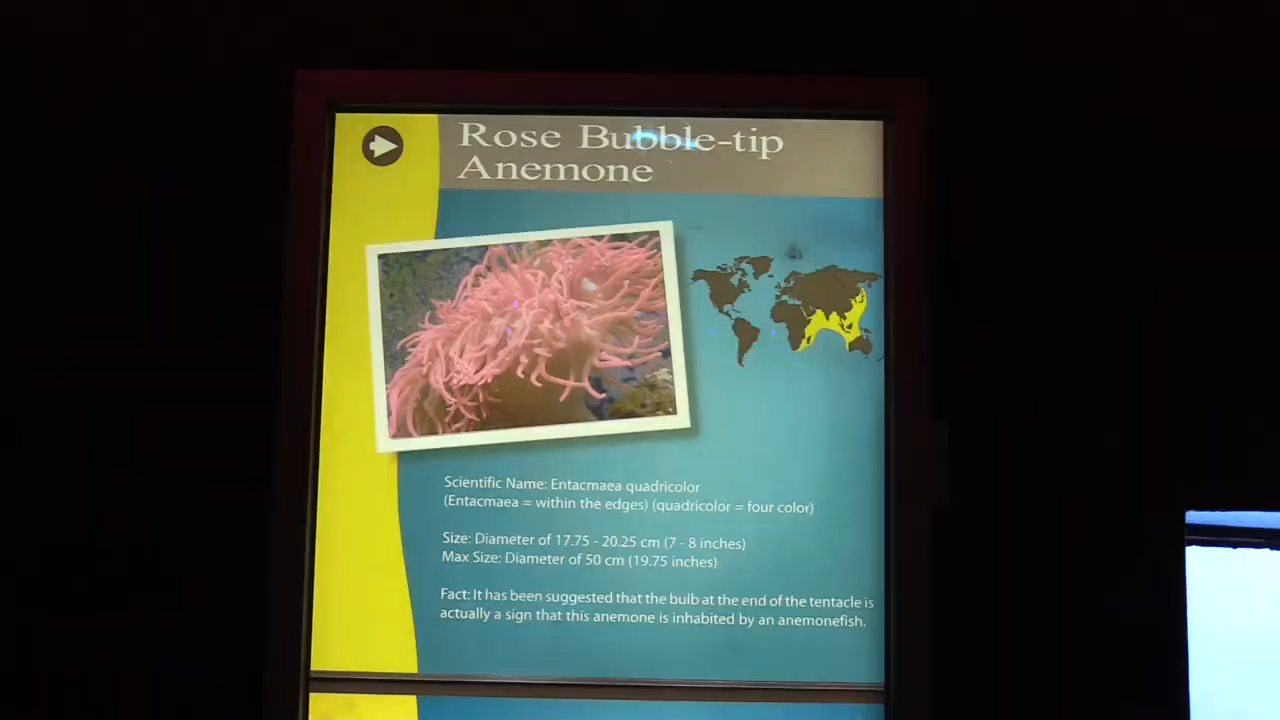 Rose Bubble-tip
Anemone
Scientific Name: Entacmaea quadricolor
(Entacmaea = within the edges) (quadricolor = four color)
Size: Diameter of 17.75 - 20.25 cm (7 - 8 inches)
Max Size: Diameter of 50 cm (19.75 inches)
Fact: It has been suggested that the bulb at the end of the tentacle is
actually a sign that this anemone is inhabited by an anemonefish.